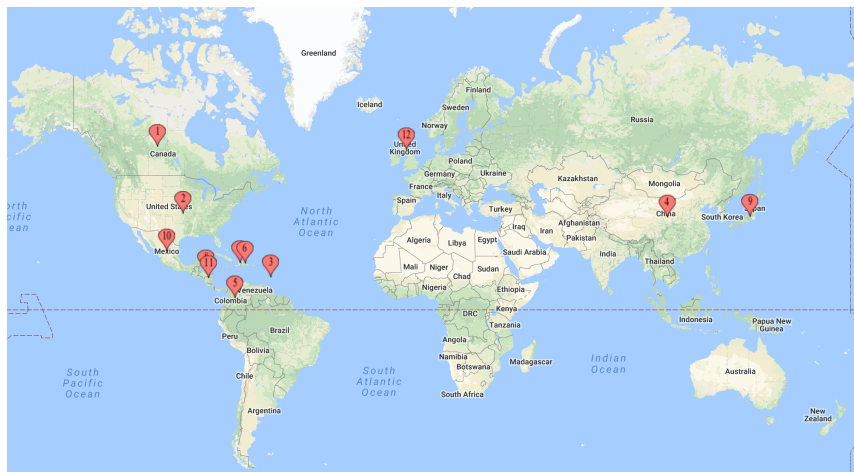 Greenland
Iceland
Finland
Sweden
Norway
Russia
1
Canada
12
United
Kingdom
Poland
Germany
Ukraine
France
Italy
Spain
Turkey
Kazakhstan
Mongolia
4
China
South Korea
9
2
United States
North
Atlantic
Ocean
Afghanistan
Iraq
Iran
Pakistan
10
Mexico
6
11
3
5
Venezuela
Colombia
Algeria
Libya
Egypt
Saudi Arabia
India
Thailand
Mali
Niger
Chad
Sudan
Nigeria
Ethiopia
DRC
Kenya
Tanzania
Indonesia
Papua New
Guinea
Peru
Brazil
Bolivia
Angola
Namibia
Botswana
Madagascar
South
Pacific
Ocean
South
Atlantic
Ocean
Indian
Ocean
Chile
Argentina
South Africa
Australia
New
Zealand